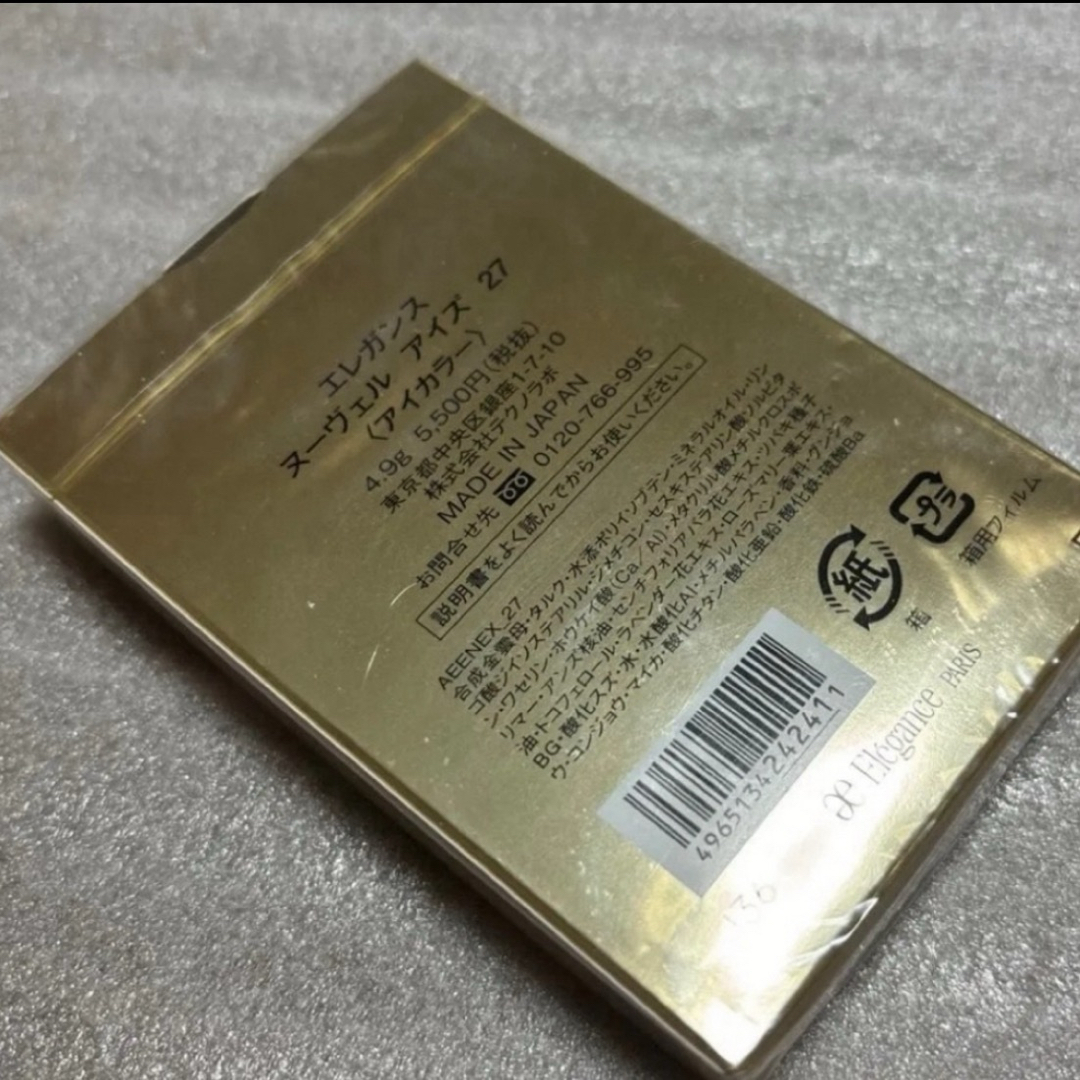 エレガンス
ヌーヴェル アイズ 27
〈アイカラー〉
4.9g 5,500円(税抜)
東京都中央区銀座1-7-10
株式会社テクノラボ
MADE IN JAPAN
お問合せ先 0120-766-995
説明書をよく読んでからお使いください。
AEENEX_27
合成金雲母・タルク・水添ポリイソブテン・ミネラルオイル・リン
ゴ酸ジイソステアリル・ジメチコン・セスキステアリン酸ソルビタ
ン・ワセリン・ホウケイ酸(Ca/Al)・メタクリル酸メチルクロスポ
リマー・アンズ核油・センチフォリアバラ花エキス・ツバキ種子
油・トコフェロール・ラベンダー花エキス・ローズマリー葉エキス・
BG・酸化スズ・水・水酸化Al・メチルパラベン・香料・グンジョ
ウ・コンジョウ・マイカ・酸化チタン・酸化亜鉛・酸化鉄・硫酸Ba
紙
箱
プラ
箱用フィルム
4965134242411
æ Elégance PARIS
136